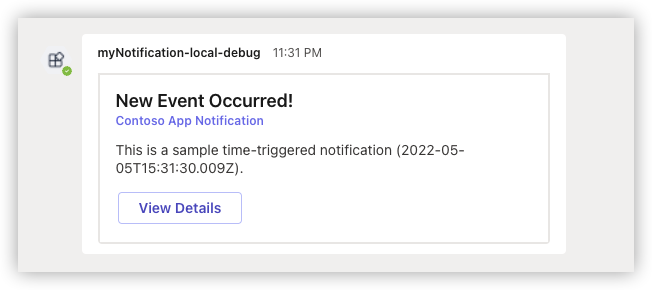 myNotification-local-debug 11:31 PM
New Event Occurred!
Contoso App Notification
This is a sample time-triggered notification (2022-05-
05T15:31:30.009Z).
View Details